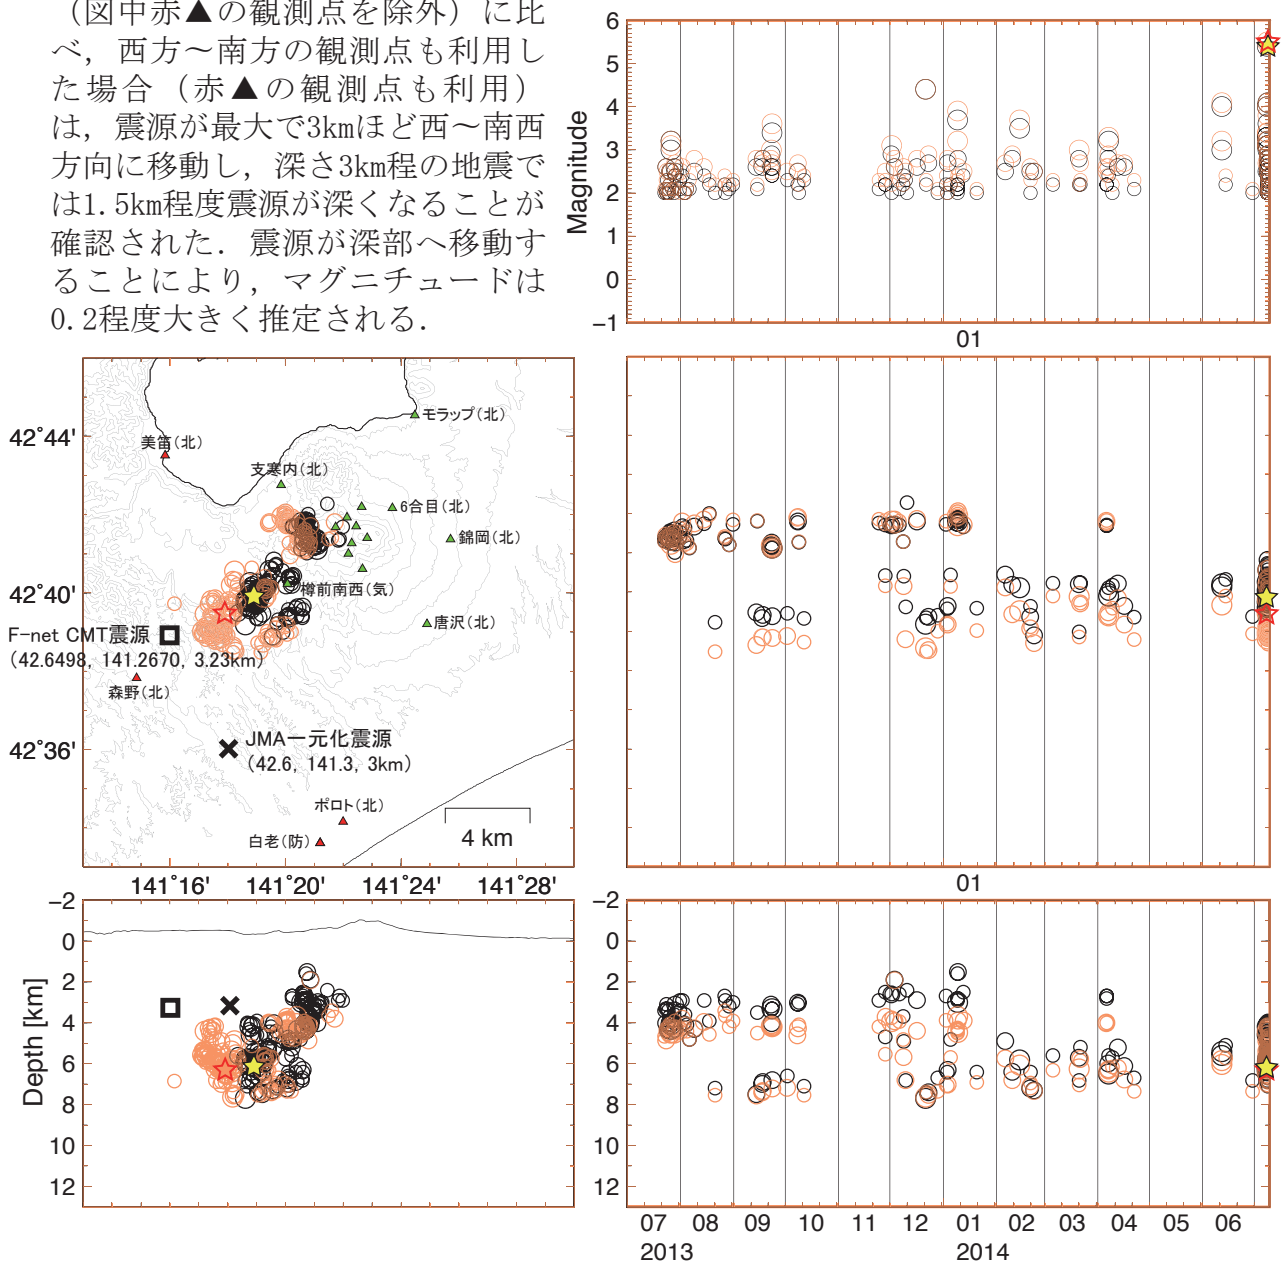 （図中赤▲の観測点を除外）に比
べ，西方～南方の観測点も利用し
た場合（赤▲の観測点も利用）
は，震源が最大で3kmほど西～南西
方向に移動し，深さ3km程の地震で
は1.5km程度震源が深くなることが
確認された．震源が深部へ移動す
ることにより，マグニチュードは
0.2程度大きく推定される．
Magnitude
6
5
4
3
2
1
0
−1
01
42˚44'
42˚40'
42˚36'
モラップ（北）
美笛（北）
支寒内（北）
6合目（北）
錦岡（北）
樽前南西（気）
唐沢（北）
F-net CMT震源
（42.6498, 141.2670, 3.23km）
森野（北）
JMA一元化震源
（42.6, 141.3, 3km）
ポロト（北）
白老（防）
4 km
141˚16' 141˚20' 141˚24' 141˚28'
01
Depth [km]
−2
0
2
4
6
8
10
12
−2
0
2
4
6
8
10
12
07 08 09 10 11 12 01 02 03 04 05 06
2013 2014